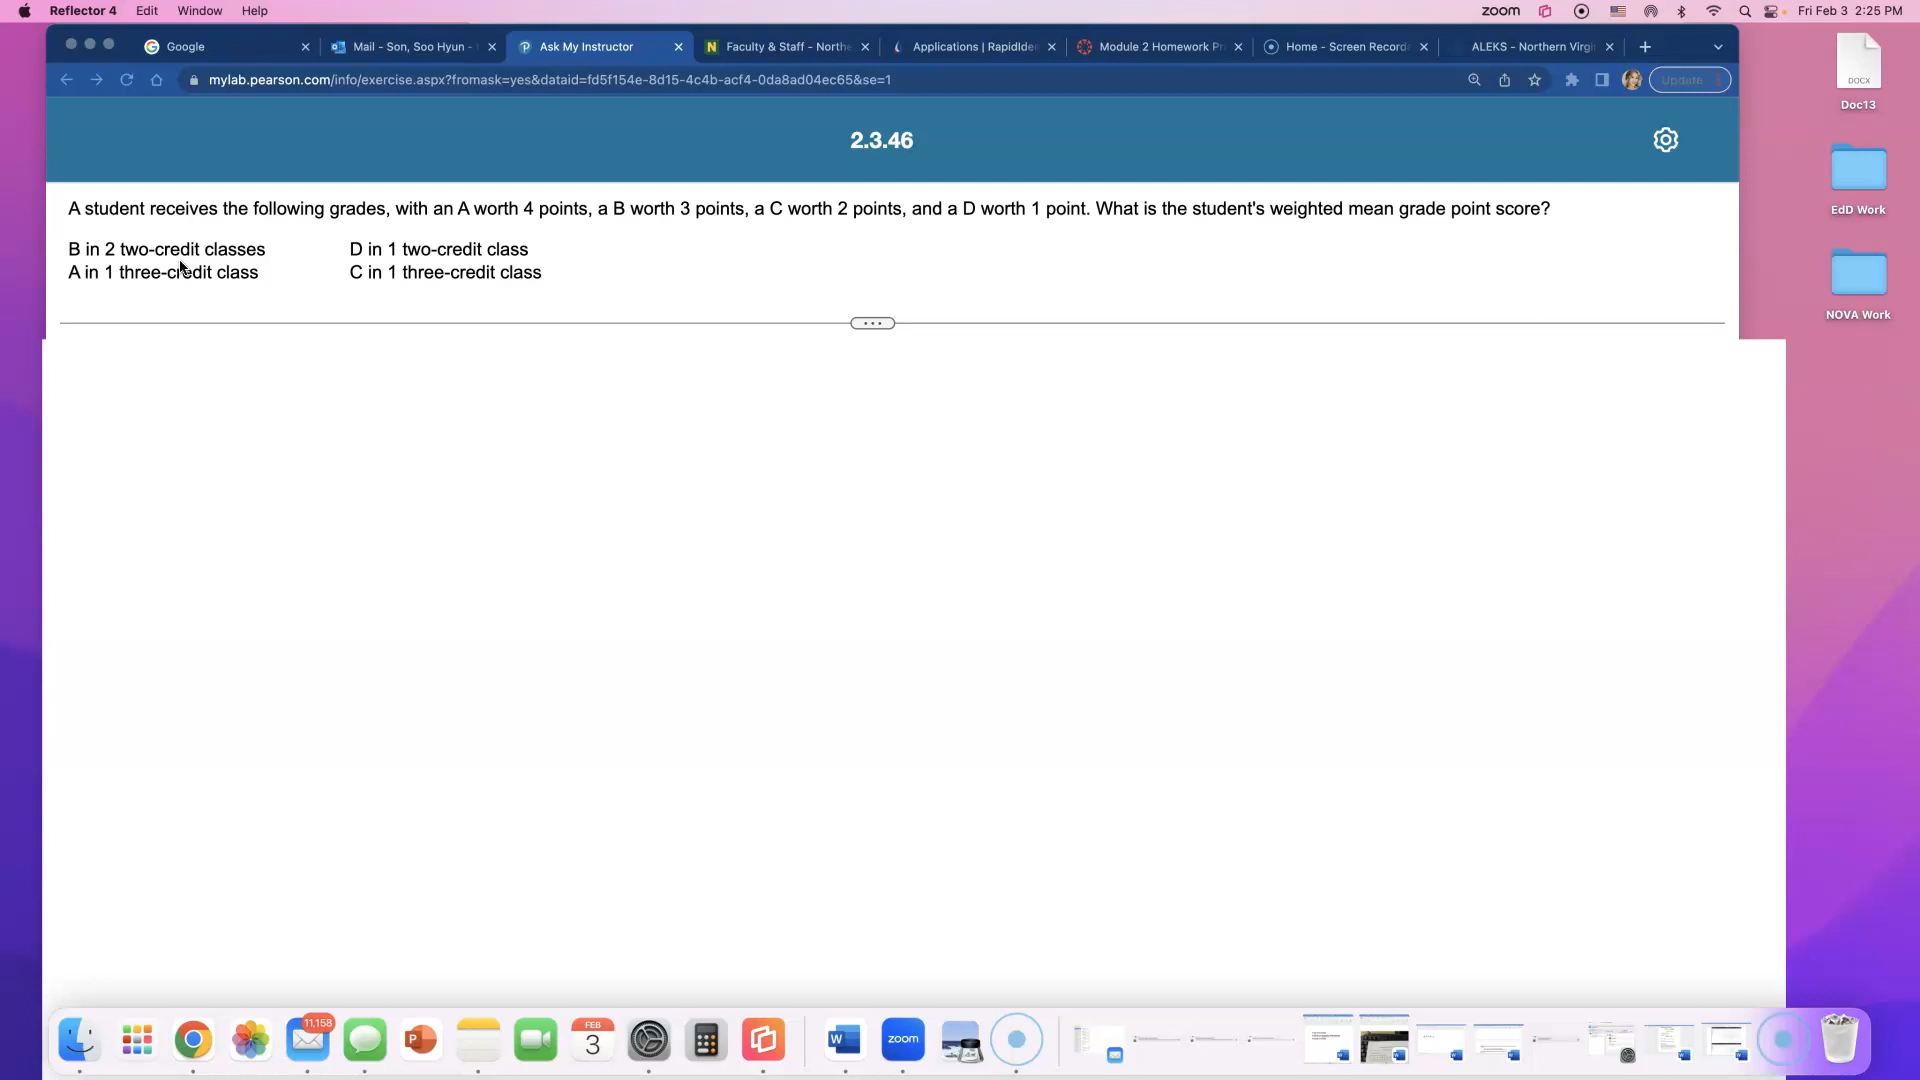 Reflector 4 Edit Window Help
zoom
Fri Feb 3 2:25 PM
Google
Mail - Son, Soo Hyun -
Ask My Instructor
Faculty & Staff - Northe
Applications | RapidIde
Module 2 Homework Pr
Home - Screen Record
ALEKS - Northern Virgi
mylab.pearson.com/info/exercise.aspx?fromask=yes&dataid=fd5f154e-8d15-4c4b-acf4-0da8ad04ec65&se=1
Update
DOCX
Doc13
2.3.46
A student receives the following grades, with an A worth 4 points, a B worth 3 points, a C worth 2 points, and a D worth 1 point. What is the student's weighted mean grade point score?
B in 2 two-credit classes D in 1 two-credit class
A in 1 three-credit class C in 1 three-credit class
EdD Work
NOVA Work
11,158
FEB
3
zoom